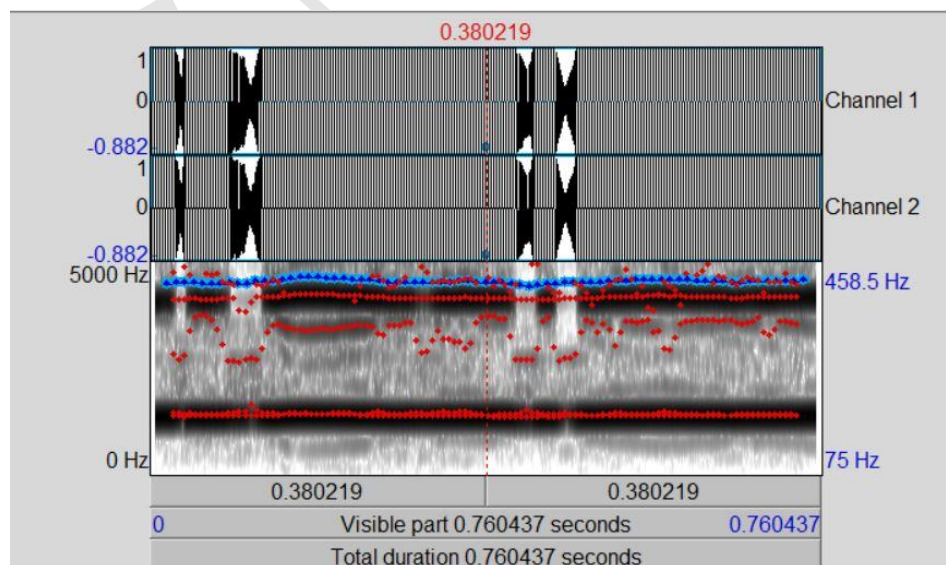 0.380219
1
0
-0.882
Channel 1
1
0
-0.882
Channel 2
5000 Hz
458.5 Hz
0 Hz
75 Hz
0.380219 0.380219
0 Visible part 0.760437 seconds 0.760437
Total duration 0.760437 seconds